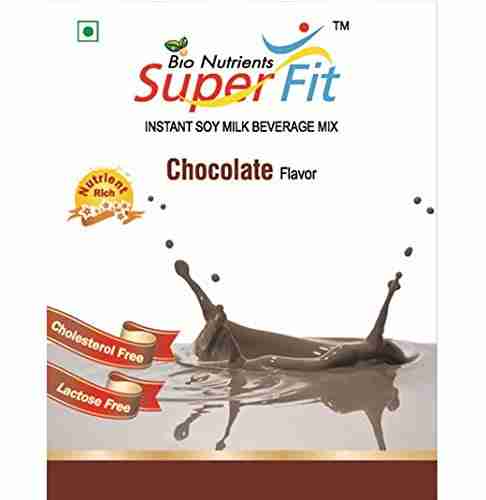 TM
Bio Nutrients
Super Fit
INSTANT SOY MILK BEVERAGE MIX
Chocolate Flavor
Nutrient
Rich
Cholesterol Free
Lactose Free